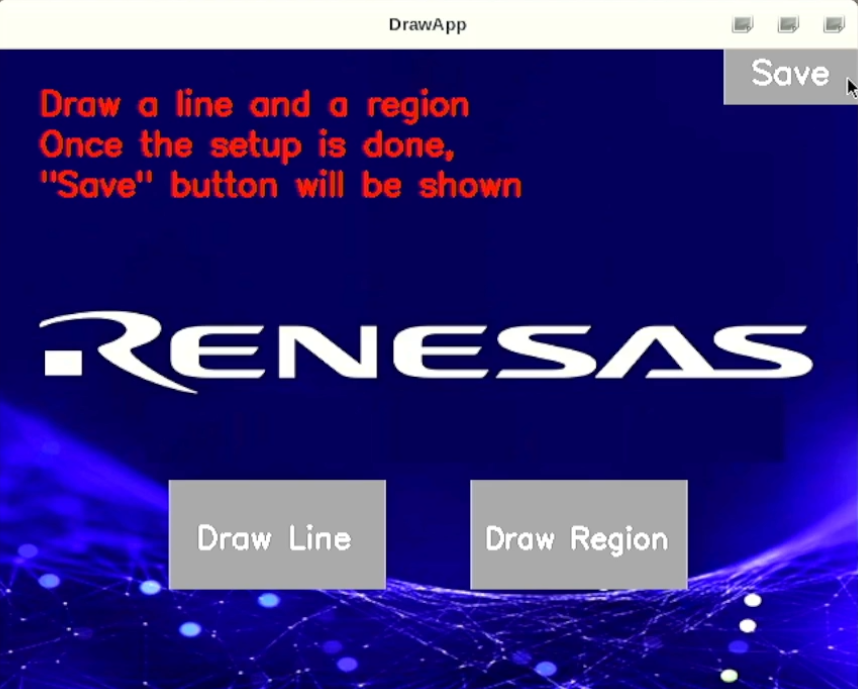 DrawApp
Save
Draw a line and a region
Once the setup is done,
"Save" button will be shown
RENESAS
Draw Line
Draw Region